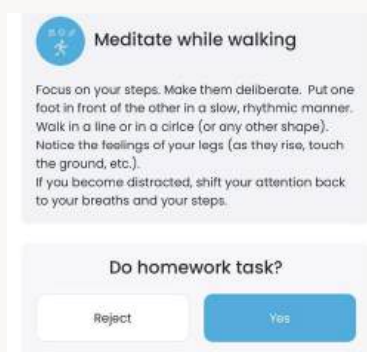 Meditate while walking
Focus on your steps. Make them deliberate. Put one
foot in front of the other in a slow, rhythmic manner.
Walk in a line or in a cirlce (or any other shape).
Notice the feelings of your legs (as they rise, touch
the ground, etc.).
If you become distracted, shift your attention back
to your breaths and your steps.
Do homework task?
Reject
Yes